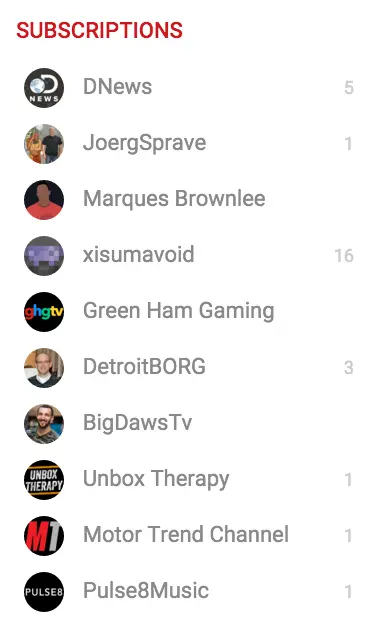 SUBSCRIPTIONS
D NEWS DNews 5
JoergSprave 1
Marques Brownlee
xisumavoid 16
ghgtv Green Ham Gaming
DetroitBORG 3
BigDawsTv
UNBOX THERAPY Unbox Therapy 1
MT Motor Trend Channel 1
PULSE8 Pulse8Music 1